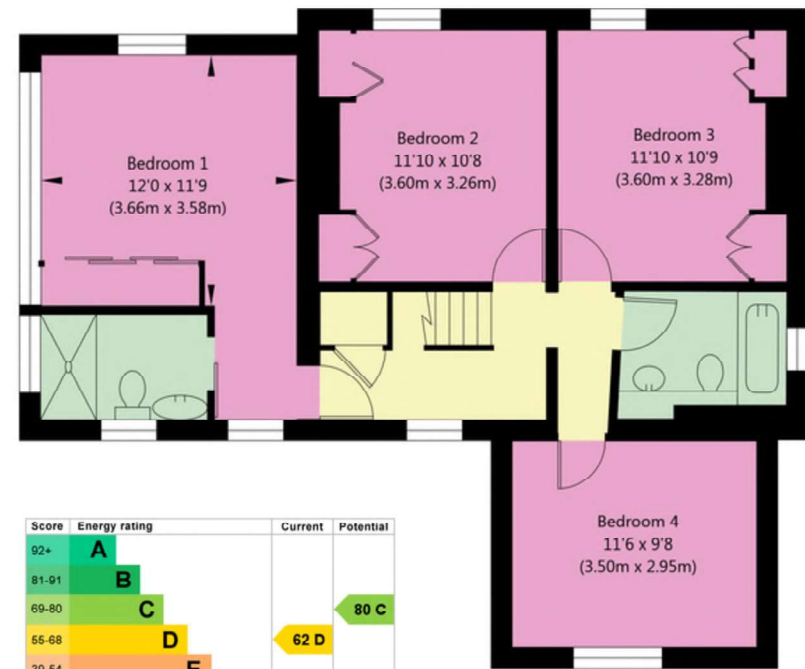 Bedroom 1
12'0 x 11'9
(3.66m x 3.58m)
Bedroom 2
11'10 x 10'8
(3.60m x 3.26m)
Bedroom 3
11'10 x 10'9
(3.60m x 3.28m)
Bedroom 4
11'6 x 9'8
(3.50m x 2.95m)
Score Energy rating Current Potential
92+ A
81-91 B
69-80 C 80 C
55-68 D 62 D
39-54 E